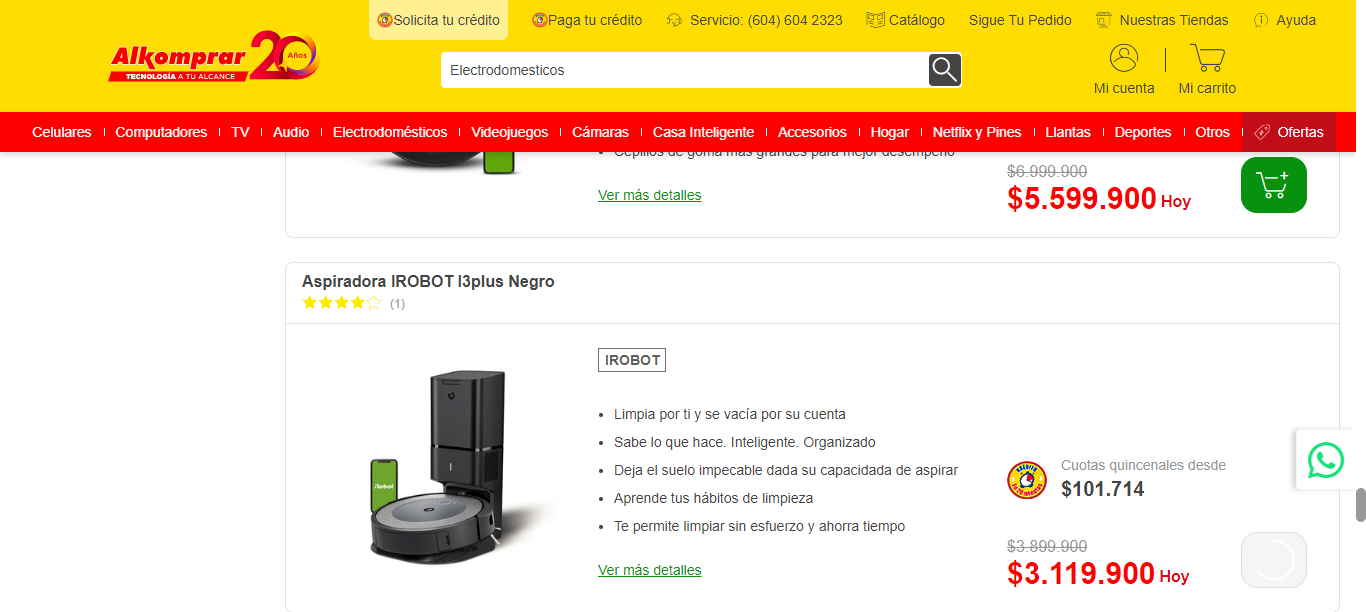 Solicita tu crédito
Paga tu crédito
Servicio: (604) 604 2323
Catálogo
Sigue Tu Pedido
Nuestras Tiendas
Ayuda
Alkomprar 20 Años
TECNOLOGÍA A TU ALCANCE
Electrodomesticos
Mi cuenta
Mi carrito
Celulares
Computadores
TV
Audio
Electrodomésticos
Videojuegos
Cámaras
Casa Inteligente
Accesorios
Hogar
Netflix y Pines
Llantas
Deportes
Otros
Ofertas
Cepillos de goma más grandes para mejor desempeño
Ver más detalles
$6.999.900
$5.599.900 Hoy
Aspiradora IROBOT I3plus Negro
(1)
IROBOT
iRobot
Limpia por ti y se vacía por su cuenta
Sabe lo que hace. Inteligente. Organizado
Deja el suelo impecable dada su capacidada de aspirar
Aprende tus hábitos de limpieza
Te permite limpiar sin esfuerzo y ahorra tiempo
Ver más detalles
Cuotas quincenales desde
$101.714
$3.899.900
$3.119.900 Hoy